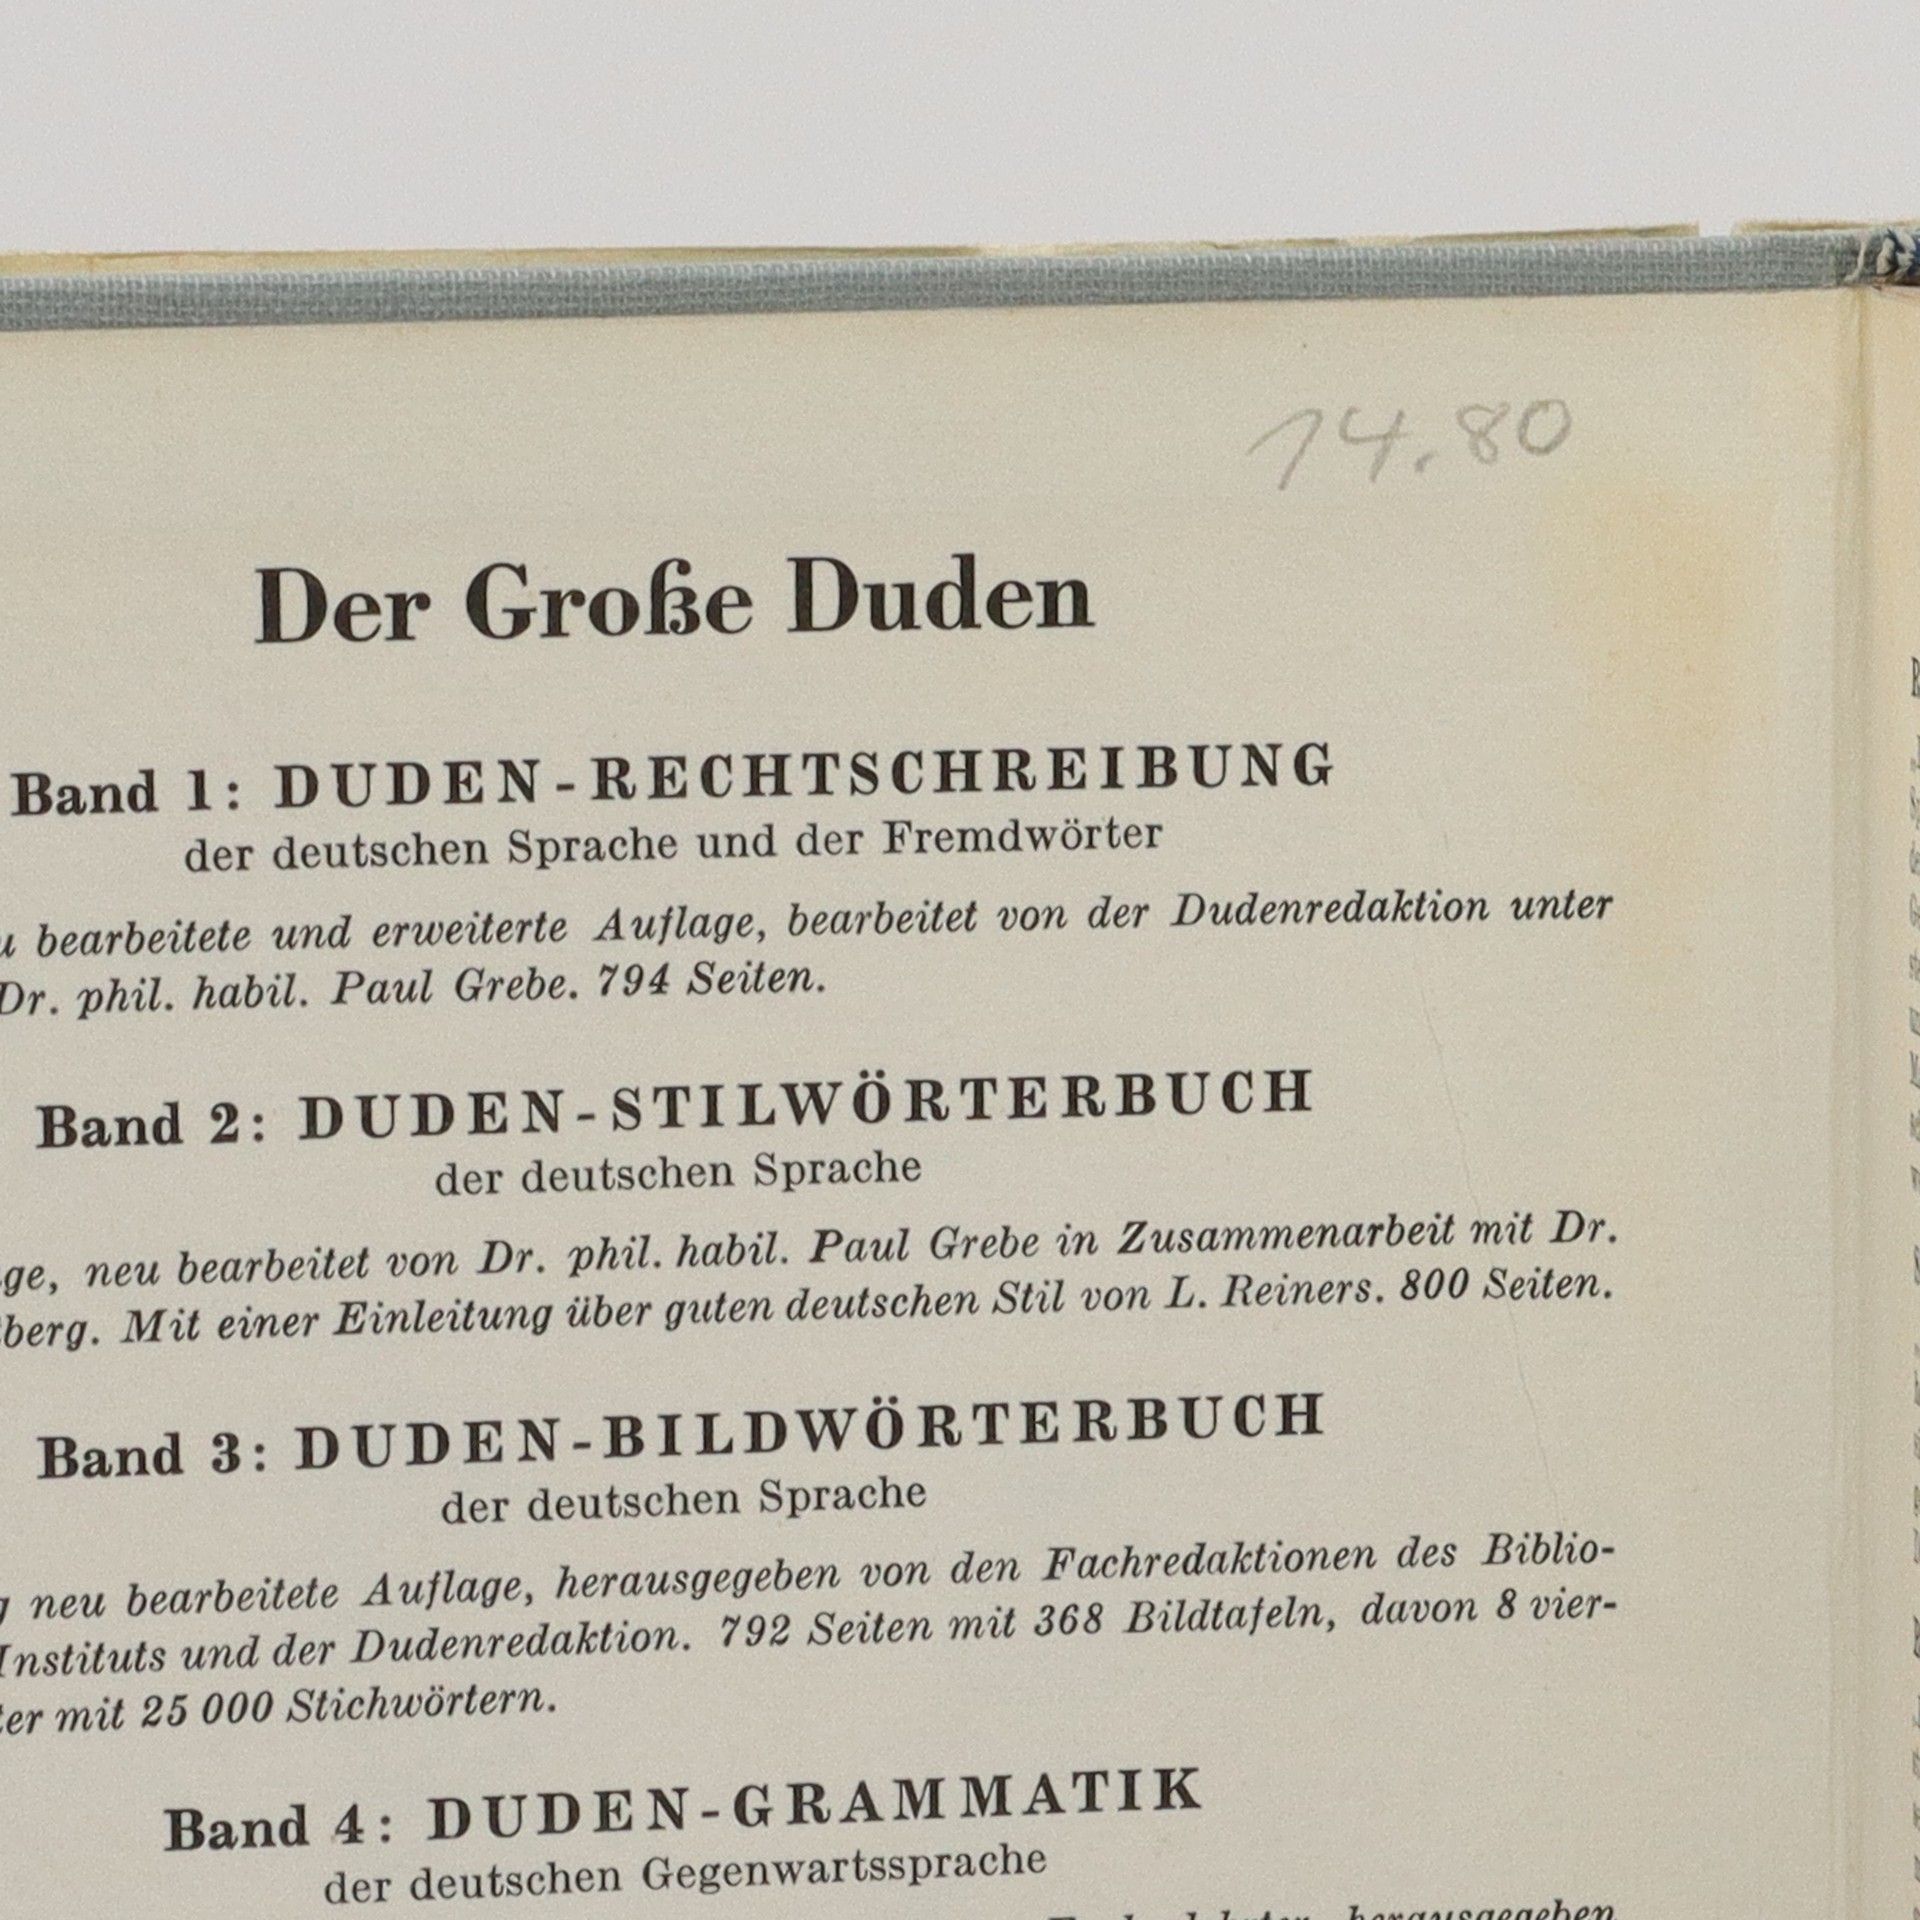 14.80
Der Große Duden
Band 1: DUDEN-RECHTSCHREIBUNG
der deutschen Sprache und der Fremdwörter
bearbeitete und erweiterte Auflage, bearbeitet von der Dudenredaktion unter
Dr. phil. habil. Paul Grebe. 794 Seiten.
Band 2: DUDEN-STILWÖRTERBUCH
der deutschen Sprache
ge, neu bearbeitet von Dr. phil. habil. Paul Grebe in Zusammenarbeit mit Dr.
berg. Mit einer Einleitung über guten deutschen Stil von L. Reiners. 800 Seiten.
Band 3: DUDEN-BILDWÖRTERBUCH
der deutschen Sprache
neu bearbeitete Auflage, herausgegeben von den Fachredaktionen des Biblio-
Instituts und der Dudenredaktion. 792 Seiten mit 368 Bildtafeln, davon 8 vier-
ter mit 25 000 Stichwörtern.
Band 4: DUDEN-GRAMMATIK
der deutschen Gegenwartssprache
herausgegeben